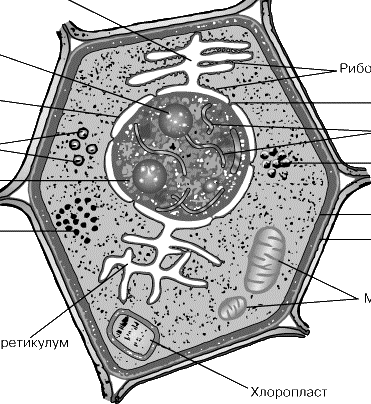 Рибо
М
ретикулум
Хлоропласт